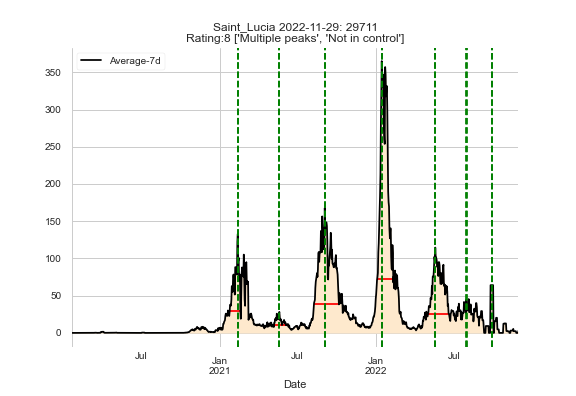 Saint_Lucia 2022-11-29: 29711
Rating:8 ['Multiple peaks', 'Not in control']
Average-7d
350
300
250
200
150
100
50
0
Jul
Jan
2021
Jul
Jan
2022
Jul
Date